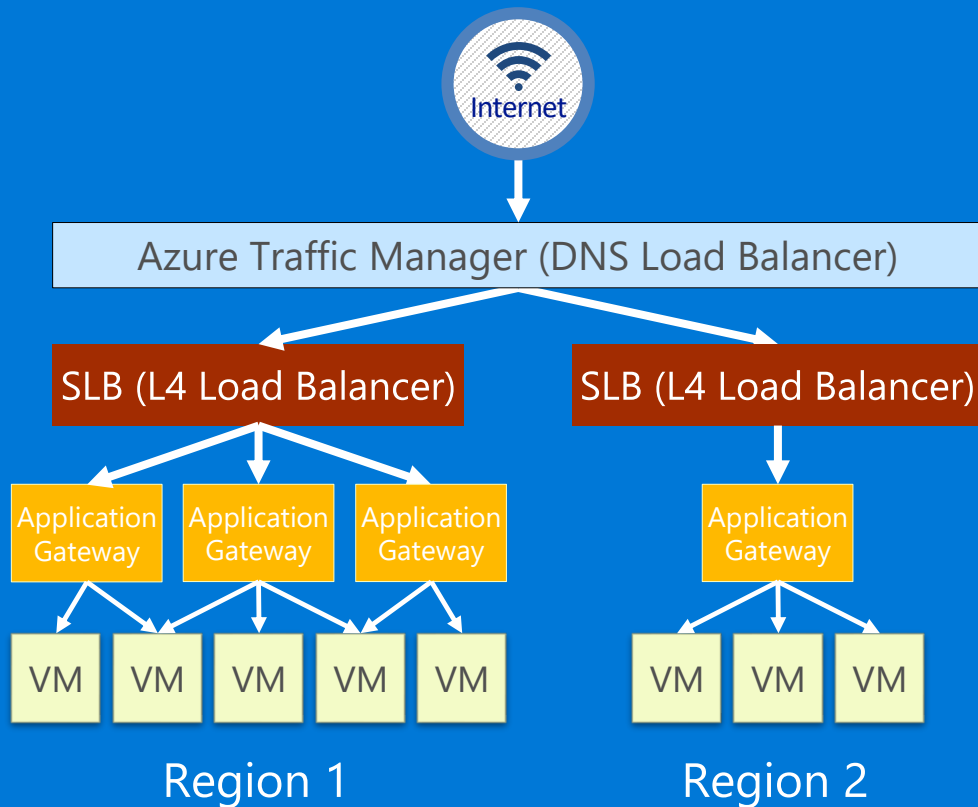 Internet
Azure Traffic Manager (DNS Load Balancer)
SLB (L4 Load Balancer)
SLB (L4 Load Balancer)
Application
Gateway
Application
Gateway
Application
Gateway
Application
Gateway
VM
VM
VM
VM
VM
VM
VM
VM
Region 1
Region 2